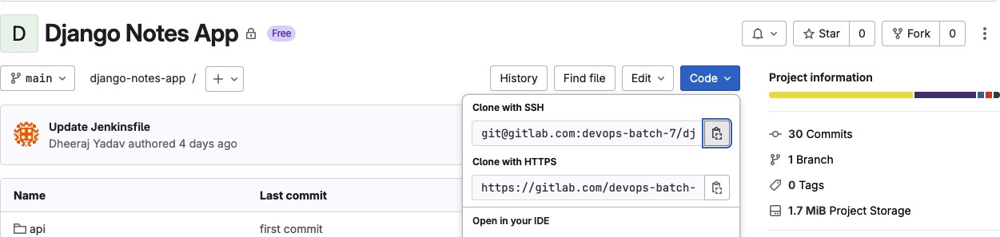 D Django Notes App Free
Star 0 Fork 0
main django-notes-app / + History Find file Edit Code
Project information
Clone with SSH
Update Jenkinsfile
git@gitlab.com:devops-batch-7/dj
30 Commits
Dheeraj Yadav authored 4 days ago
Clone with HTTPS
1 Branch
https://gitlab.com/devops-batch-
0 Tags
Name Last commit
1.7 MiB Project Storage
Open in your IDE
api first commit